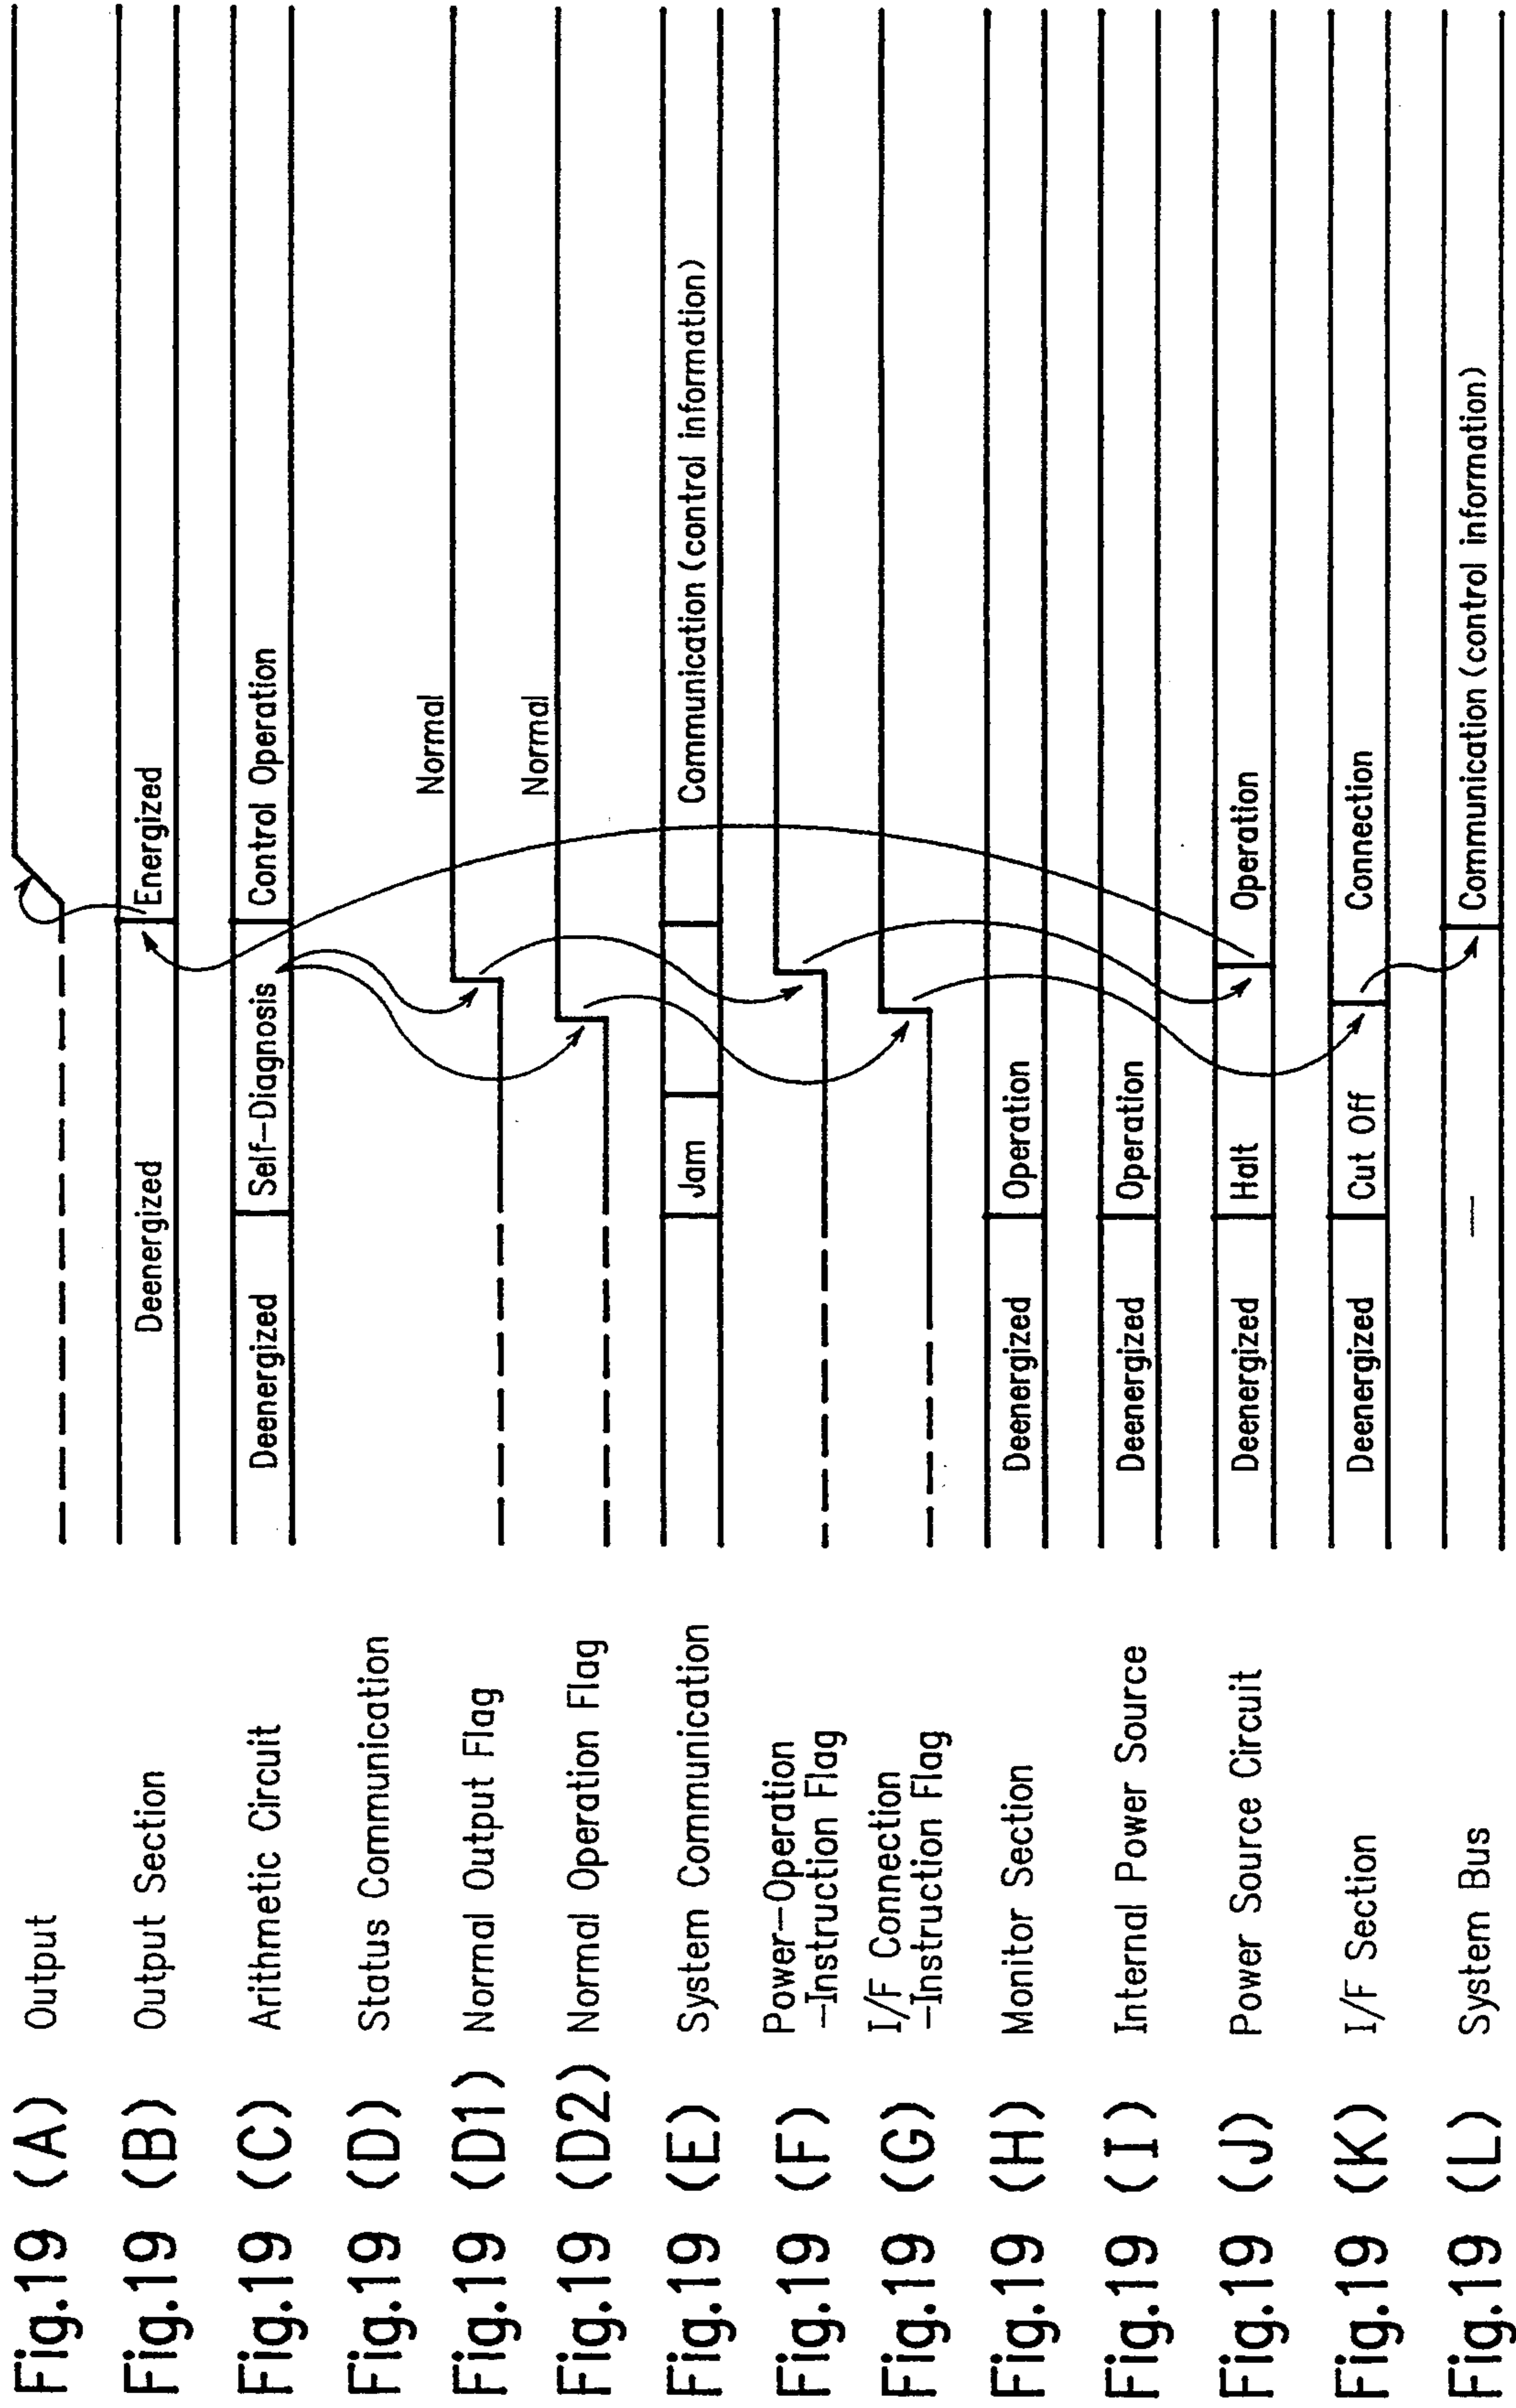 Fig.19 (A) Output
Fig.19 (B) Output Section Deenergized Energized
Fig.19 (C) Arithmetic Circuit Deenergized Self-Diagnosis Control Operation
Fig.19 (D) Status Communication
Fig.19 (D1) Normal Output Flag Normal
Fig.19 (D2) Normal Operation Flag Normal
Fig.19 (E) System Communication Jam Communication (control information)
Fig.19 (F) Power-Operation
-Instruction Flag
Fig.19 (G) I/F Connection
-Instruction Flag
Fig.19 (H) Monitor Section Deenergized Operation
Fig.19 (I) Internal Power Source Deenergized Operation
Fig.19 (J) Power Source Circuit Deenergized Halt Operation
Fig.19 (K) I/F Section Deenergized Cut Off Connection
Fig.19 (L) System Bus — Communication (control information)